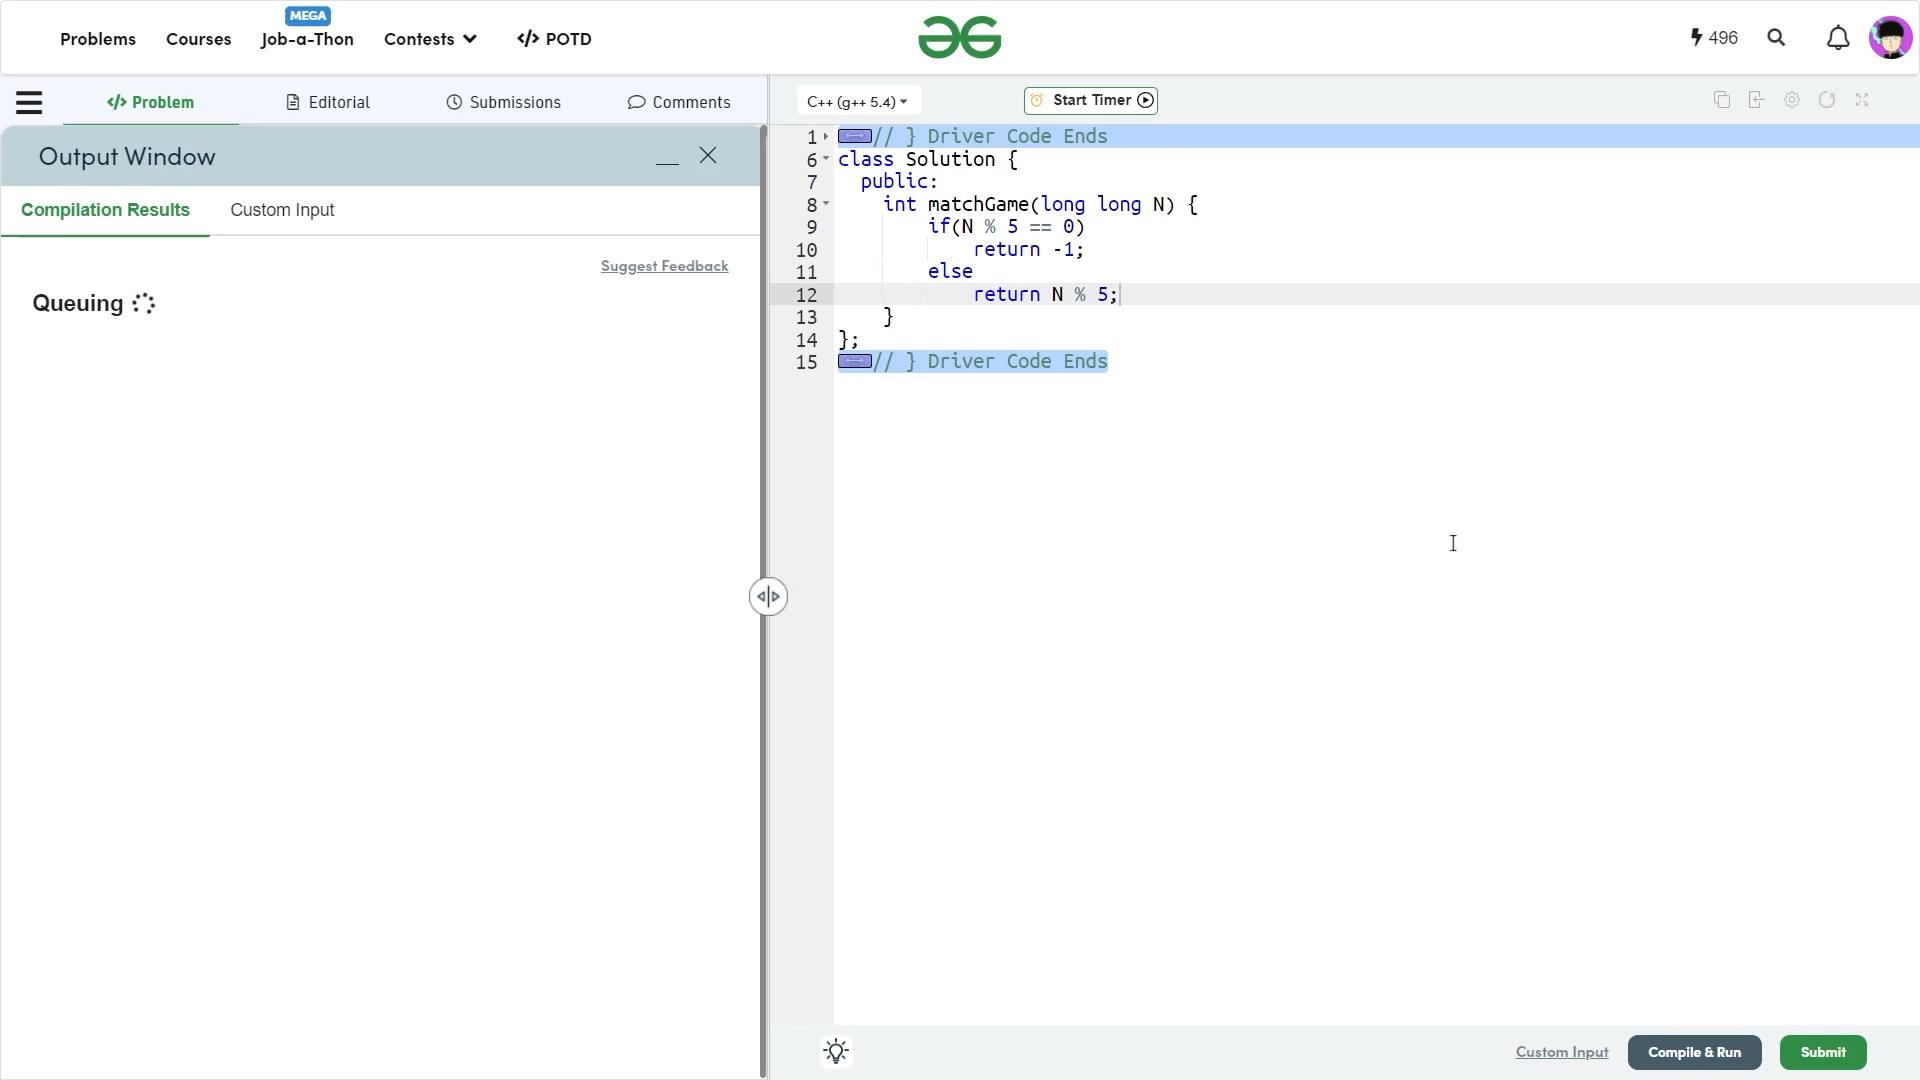 MEGA
Problems Courses Job-a-Thon Contests </> POTD 496
</> Problem Editorial Submissions Comments
C++ (g++ 5.4) Start Timer
Output Window
Compilation Results Custom Input
Suggest Feedback
Queuing
1 // } Driver Code Ends
6 class Solution {
7 public:
8 int matchGame(long long N) {
9 if(N % 5 == 0)
10 return -1;
11 else
12 return N % 5;
13 }
14 };
15 // } Driver Code Ends
Custom Input Compile & Run Submit